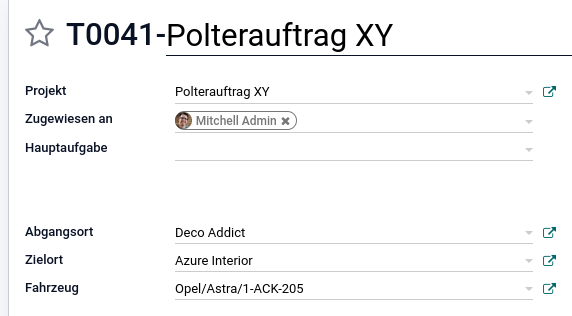 T0041-Polterauftrag XY
Projekt Polterauftrag XY
Zugewiesen an Mitchell Admin ×
Hauptaufgabe
Abgangsort Deco Addict
Zielort Azure Interior
Fahrzeug Opel/Astra/1-ACK-205